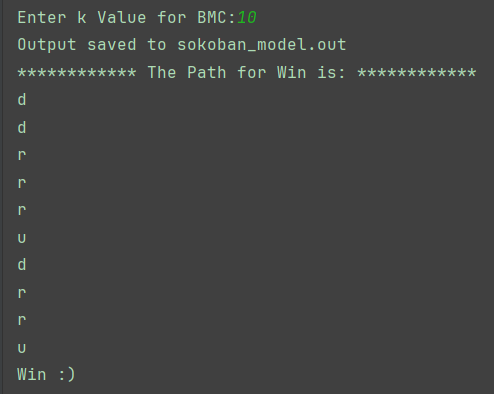 Enter k Value for BMC:10
Output saved to sokoban_model.out
************ The Path for Win is: ************
d
d
r
r
r
u
d
r
r
u
Win :)